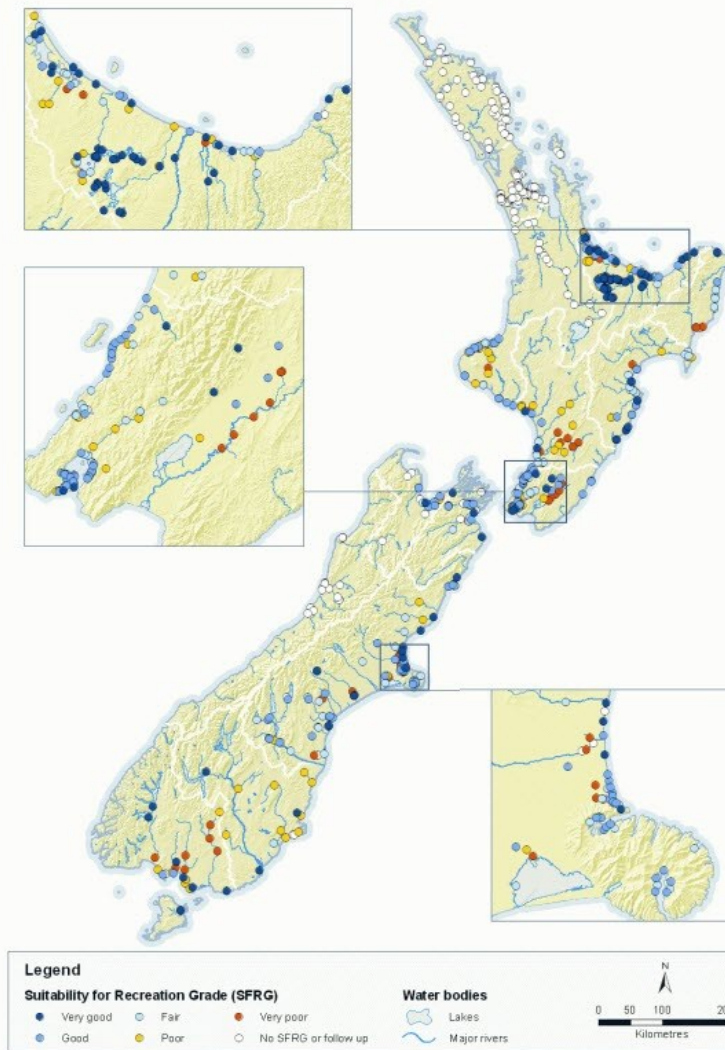 Legend
Suitability for Recreation Grade (SFRG)
Water bodies
Very good
Fair
Very poor
Lakes
Good
Poor
No SFRG or follow up
Major rivers
N
0 50 100 20
Kilometres